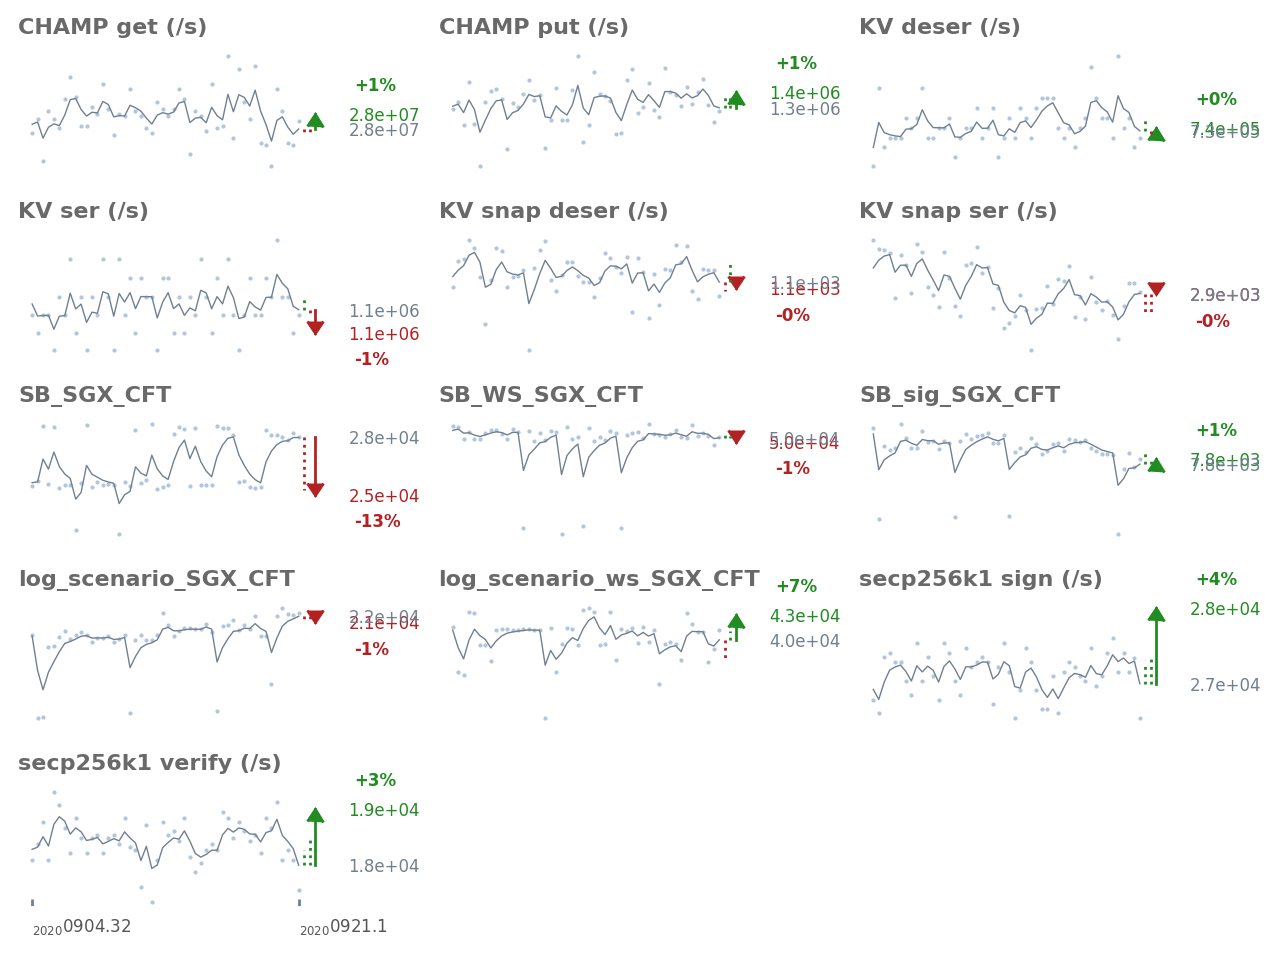 CHAMP get (/s)
+1%
2.8e+07
2.8e+07
CHAMP put (/s)
+1%
1.4e+06
1.3e+06
KV deser (/s)
+0%
7.4e+05
7.3e+05
KV ser (/s)
1.1e+06
1.1e+06
-1%
KV snap deser (/s)
1.1e+03
1.1e+03
-0%
KV snap ser (/s)
2.9e+03
-0%
SB_SGX_CFT
2.8e+04
2.5e+04
-13%
SB_WS_SGX_CFT
5.0e+04
5.0e+04
-1%
SB_sig_SGX_CFT
+1%
7.8e+03
7.8e+03
log_scenario_SGX_CFT
2.2e+04
2.1e+04
-1%
log_scenario_ws_SGX_CFT
+7%
4.3e+04
4.0e+04
secp256k1 sign (/s)
+4%
2.8e+04
2.7e+04
secp256k1 verify (/s)
+3%
1.9e+04
1.8e+04
20200904.32
20200921.1